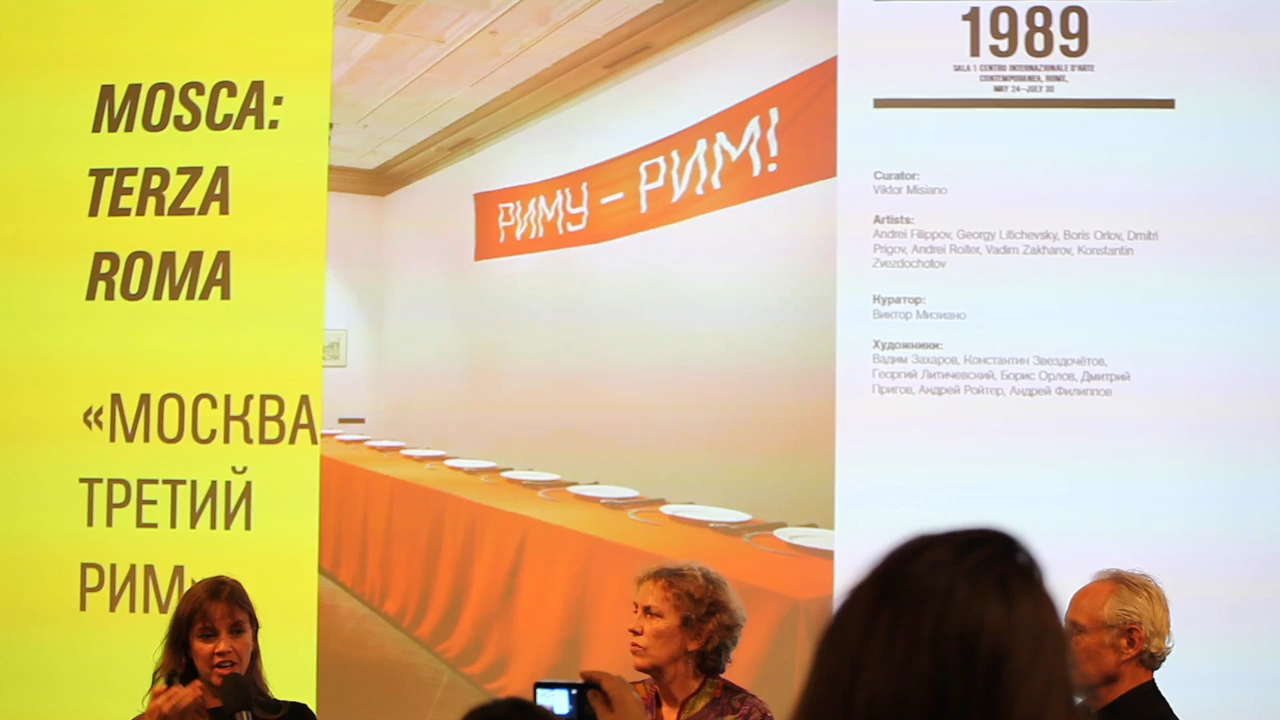 MOSCA:
TERZA
ROMA
«МОСКВА
ТРЕТИЙ
РИМ»
РИМУ – РИМ!
1989
SALA 1 CENTRO INTERNAZIONALE D'ARTE
CONTEMPORANEA, ROME,
MAY 24—JULY 30
Curator:
Viktor Misiano
Artists:
Andrei Filippov, Georgy Litichevsky, Boris Orlov, Dmitri
Prigov, Andrei Roiter, Vadim Zakharov, Konstantin
Zvezdochotov
Куратор:
Виктор Мизиано
Художники:
Вадим Захаров, Константин Звездочётов,
Георгий Литичевский, Борис Орлов, Дмитрий
Пригов, Андрей Ройтер, Андрей Филиппов